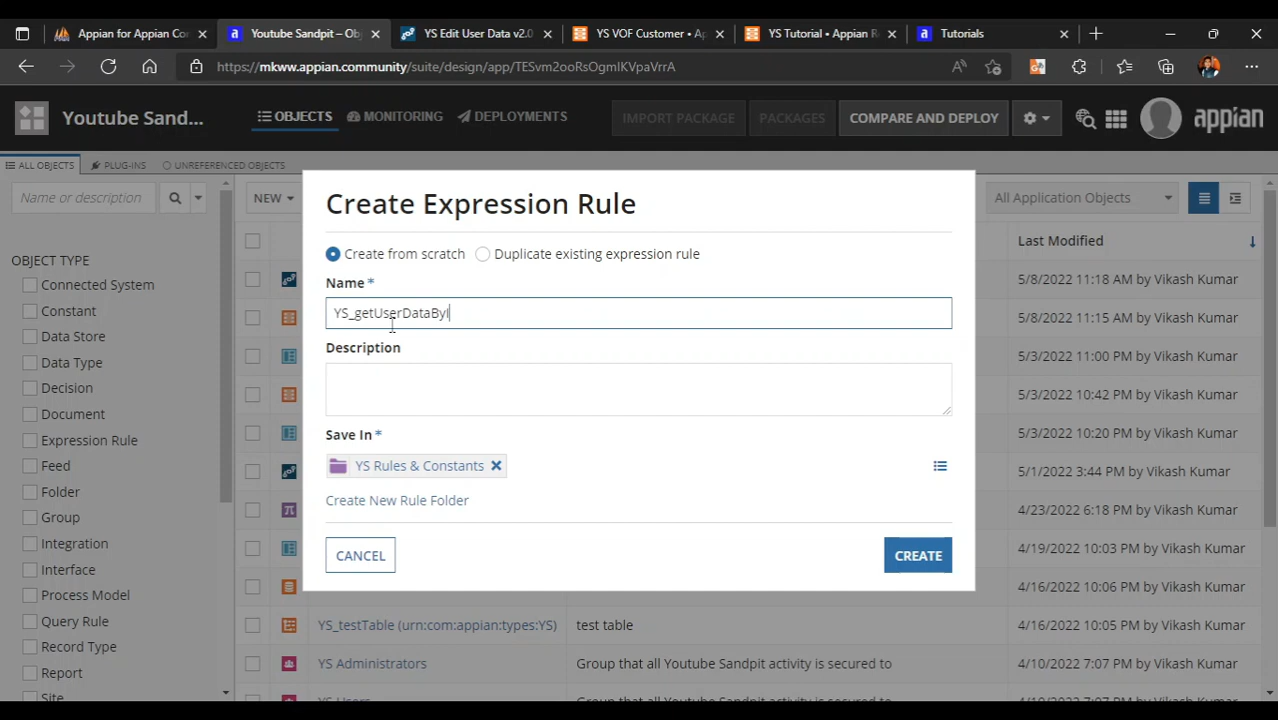 Appian for Appian Co
Youtube Sandpit – Ob
YS Edit User Data v2.0
YS VOF Customer • Ap
YS Tutorial • Appian R
Tutorials
https://mkww.appian.community/suite/design/app/TESvm2ooRsOgmIKVpaVrrA
Youtube Sand...
OBJECTS
MONITORING
DEPLOYMENTS
IMPORT PACKAGE
PACKAGES
COMPARE AND DEPLOY
appian
ALL OBJECTS
PLUG-INS
UNREFERENCED OBJECTS
Name or description
NEW
All Application Objects
OBJECT TYPE
Connected System
Constant
Data Store
Data Type
Decision
Document
Expression Rule
Feed
Folder
Group
Integration
Interface
Process Model
Query Rule
Record Type
Report
Site
Create Expression Rule
Create from scratch
Duplicate existing expression rule
Name *
YS_getUserDataByI
Description
Save In *
YS Rules & Constants
Create New Rule Folder
CANCEL
CREATE
Last Modified
5/8/2022 11:18 AM by Vikash Kumar
5/8/2022 11:15 AM by Vikash Kumar
5/3/2022 11:00 PM by Vikash Kumar
5/3/2022 10:42 PM by Vikash Kumar
5/3/2022 10:20 PM by Vikash Kumar
5/1/2022 3:44 PM by Vikash Kumar
4/23/2022 6:18 PM by Vikash Kumar
4/19/2022 10:03 PM by Vikash Kumar
4/16/2022 10:06 PM by Vikash Kumar
YS_testTable (urn:com:appian:types:YS)
test table
4/16/2022 10:05 PM by Vikash Kumar
YS Administrators
Group that all Youtube Sandpit activity is secured to
4/10/2022 7:07 PM by Vikash Kumar